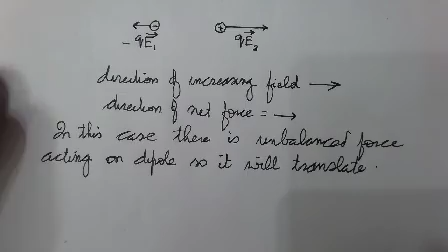 ⊖ ⊕
- qE⃗₁ qE⃗₂
direction of increasing field →
direction of net force = →
In this case there is unbalanced force
acting on dipole so it will translate.